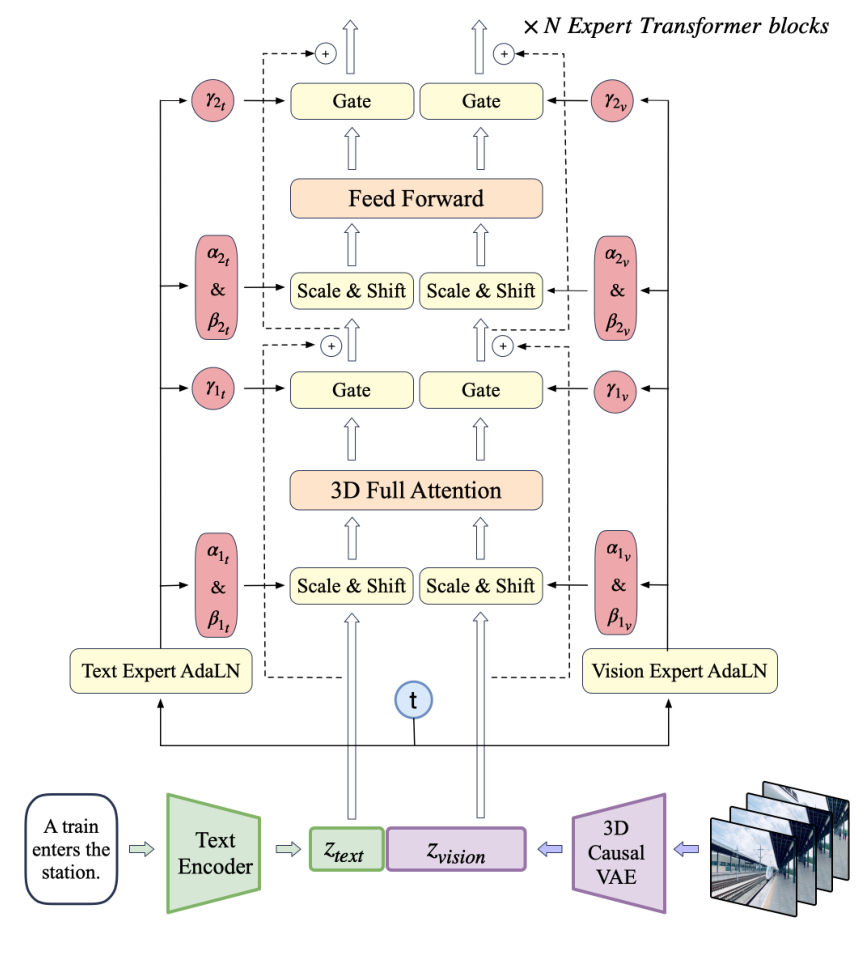 × N Expert Transformer blocks
+ +
γ2t Gate Gate γ2v
Feed Forward
α2t
&
β2t
Scale & Shift Scale & Shift
α2v
&
β2v
+ +
γ1t Gate Gate γ1v
3D Full Attention
α1t
&
β1t
Scale & Shift Scale & Shift
α1v
&
β1v
Text Expert AdaLN
Vision Expert AdaLN
t
A train
enters the
station.
Text
Encoder
ztext
zvision
3D
Causal
VAE